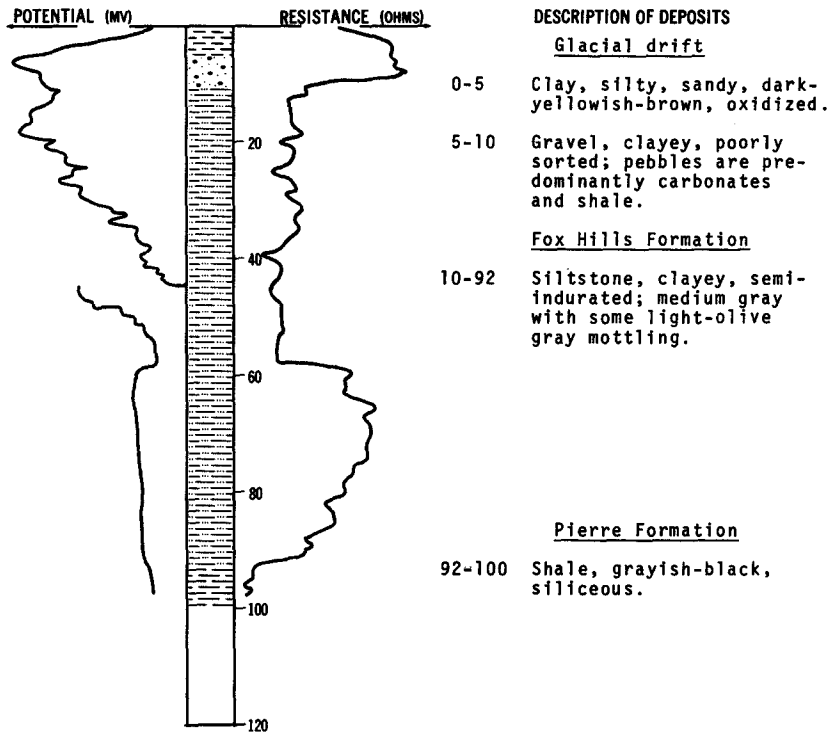 POTENTIAL (MV)
RESISTANCE (OHMS)
DESCRIPTION OF DEPOSITS
Glacial drift
0-5 Clay, silty, sandy, dark-
yellowish-brown, oxidized.
20
5-10 Gravel, clayey, poorly
sorted; pebbles are pre-
dominantly carbonates
and shale.
Fox Hills Formation
40
10-92 Siltstone, clayey, semi-
indurated; medium gray
with some light-olive
gray mottling.
60
80
Pierre Formation
92-100 Shale, grayish-black,
siliceous.
100
120